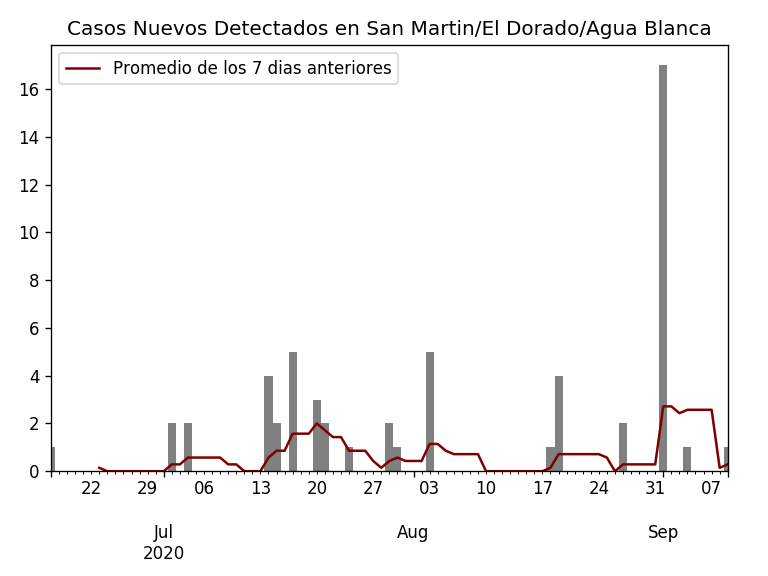 Casos Nuevos Detectados en San Martin/El Dorado/Agua Blanca
Promedio de los 7 dias anteriores
16
14
12
10
8
6
4
2
0
22 29 06 13 20 27 03 10 17 24 31 07
Jul Aug Sep
2020